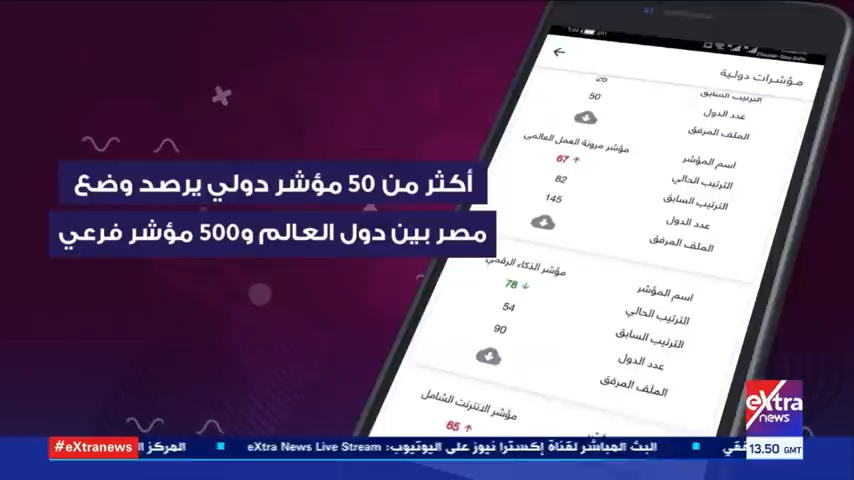 مؤشرات دولية
الترتيب السابق
عدد الدول 50
الملف المرفق
اسم المؤشر مؤشر مرونة العمل العالمى
الترتيب الحالي 67 ↑
الترتيب السابق 82
عدد الدول 145
الملف المرفق
اسم المؤشر مؤشر الذكاء الرقمي
الترتيب الحالي 78 ↓
الترتيب السابق 54
عدد الدول 90
الملف المرفق
مؤشر الانترنت الشامل
65 ↑
أكثر من 50 مؤشر دولي يرصد وضع
مصر بين دول العالم و500 مؤشر فرعي
eXtra
news
13.50 GMT
البث المباشر لقناة إكسترا نيوز على اليوتيوب: eXtra News Live Stream
المركز
#eXtranews